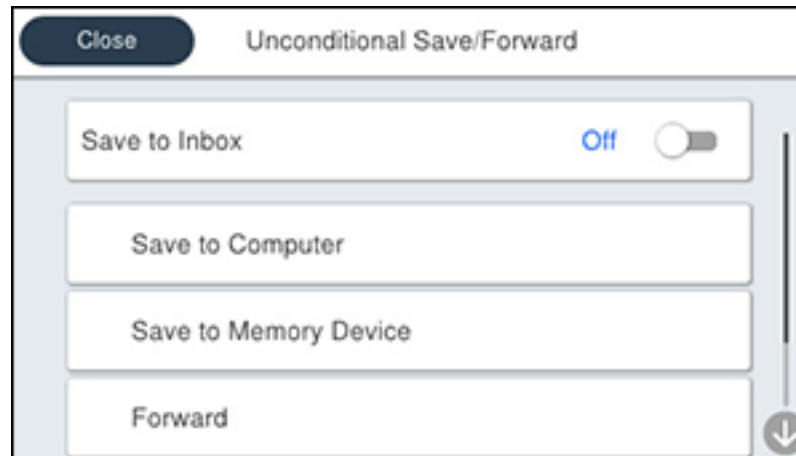 Close Unconditional Save/Forward
Save to Inbox Off
Save to Computer
Save to Memory Device
Forward